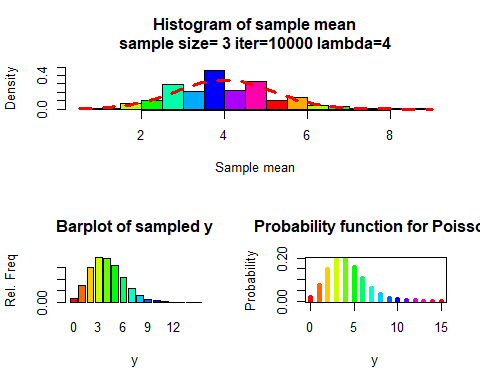 Histogram of sample mean
sample size= 3 iter=10000 lambda=4
Density
0.0 0.4
2 4 6 8
Sample mean
Barplot of sampled y
Rel. Freq
0.00
0 3 6 9 12
y
Probability function for Poisso
Probability
0.00 0.20
0 5 10 15
y